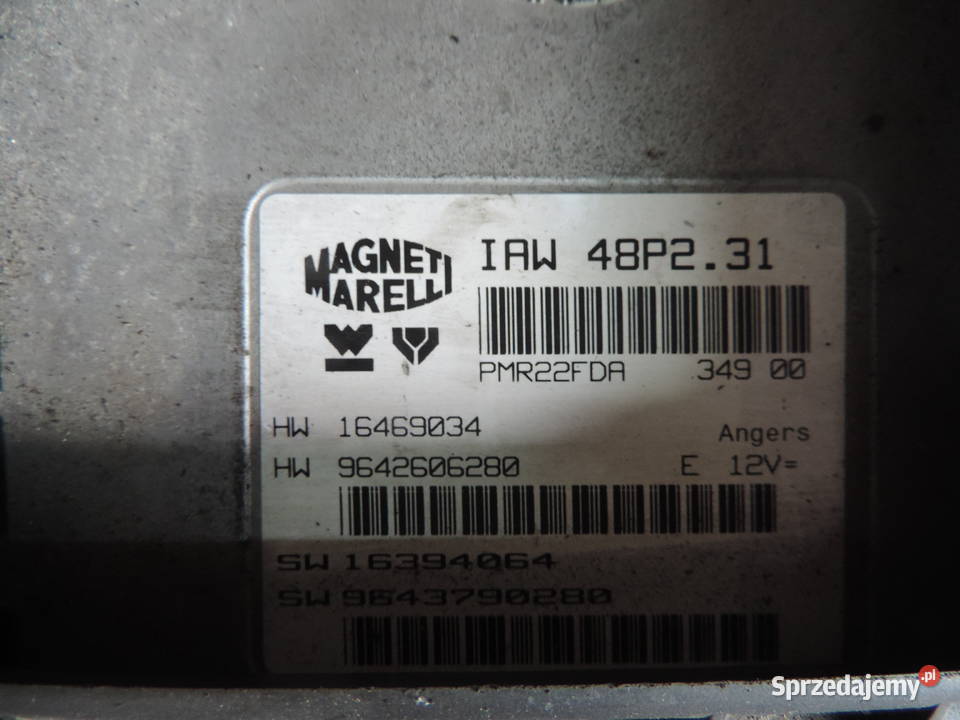 MAGNETI
MARELLI
IAW 48P2.31
PMR22FDA 349 00
HW 16469034
Angers
HW 9642606280
E 12V=
SW 16394064
SW 9643790280
Sprzedajemy.pl